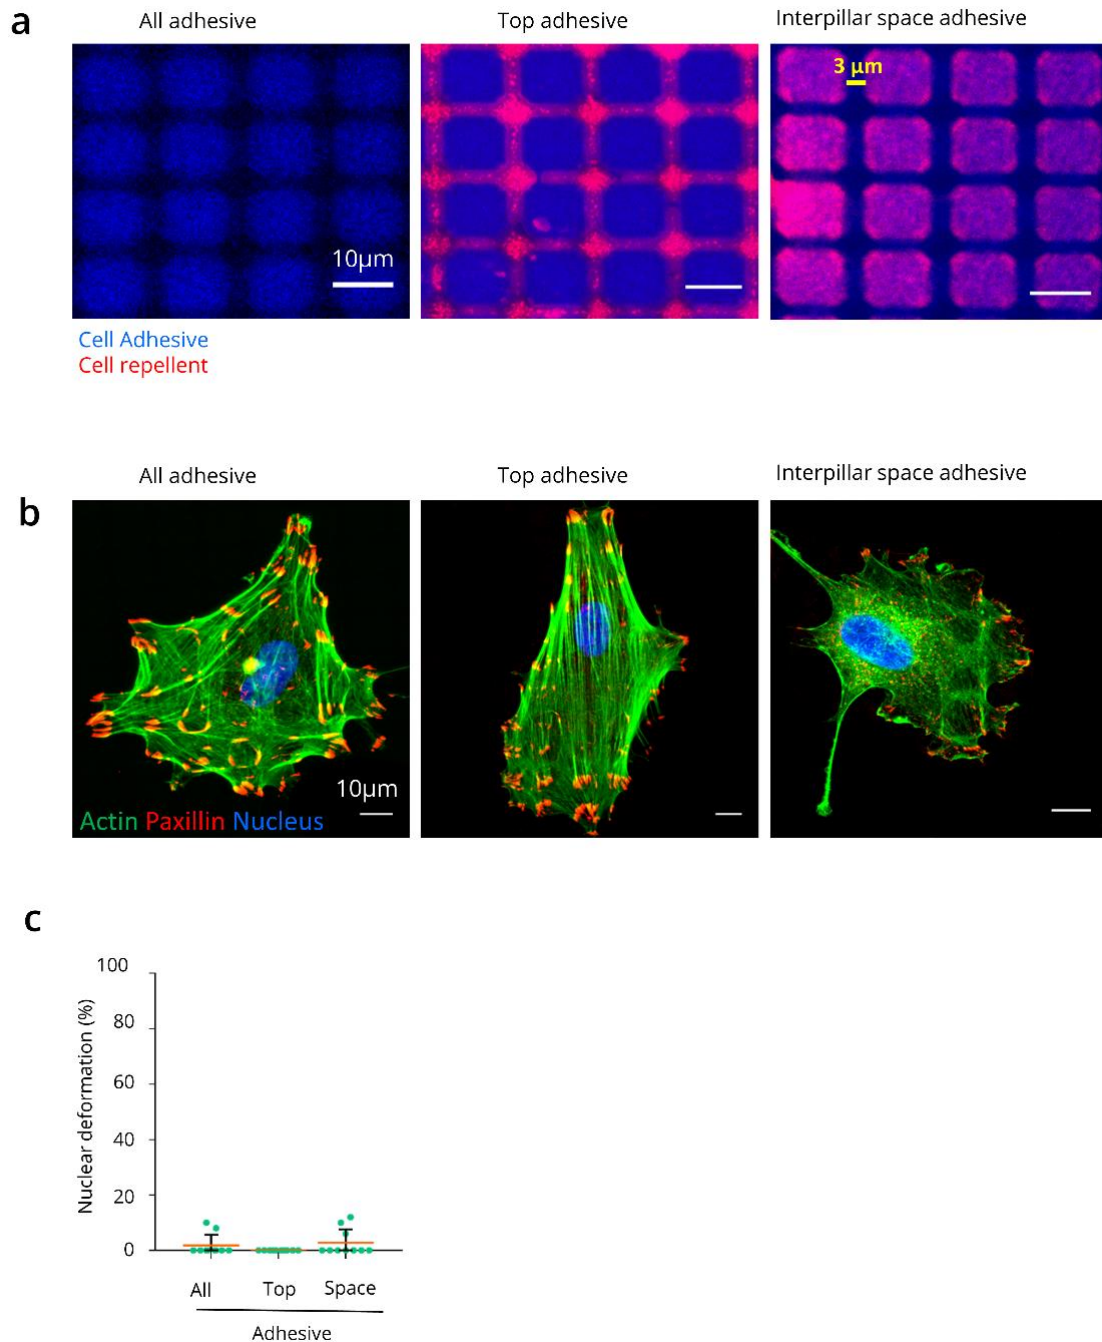 a
All adhesive
Top adhesive
Interpillar space adhesive
3 μm
10μm
Cell Adhesive
Cell repellent
b
All adhesive
Top adhesive
Interpillar space adhesive
10μm
Actin Paxillin Nucleus
c
Nuclear deformation (%)
100
80
60
40
20
0
All
Top
Space
Adhesive